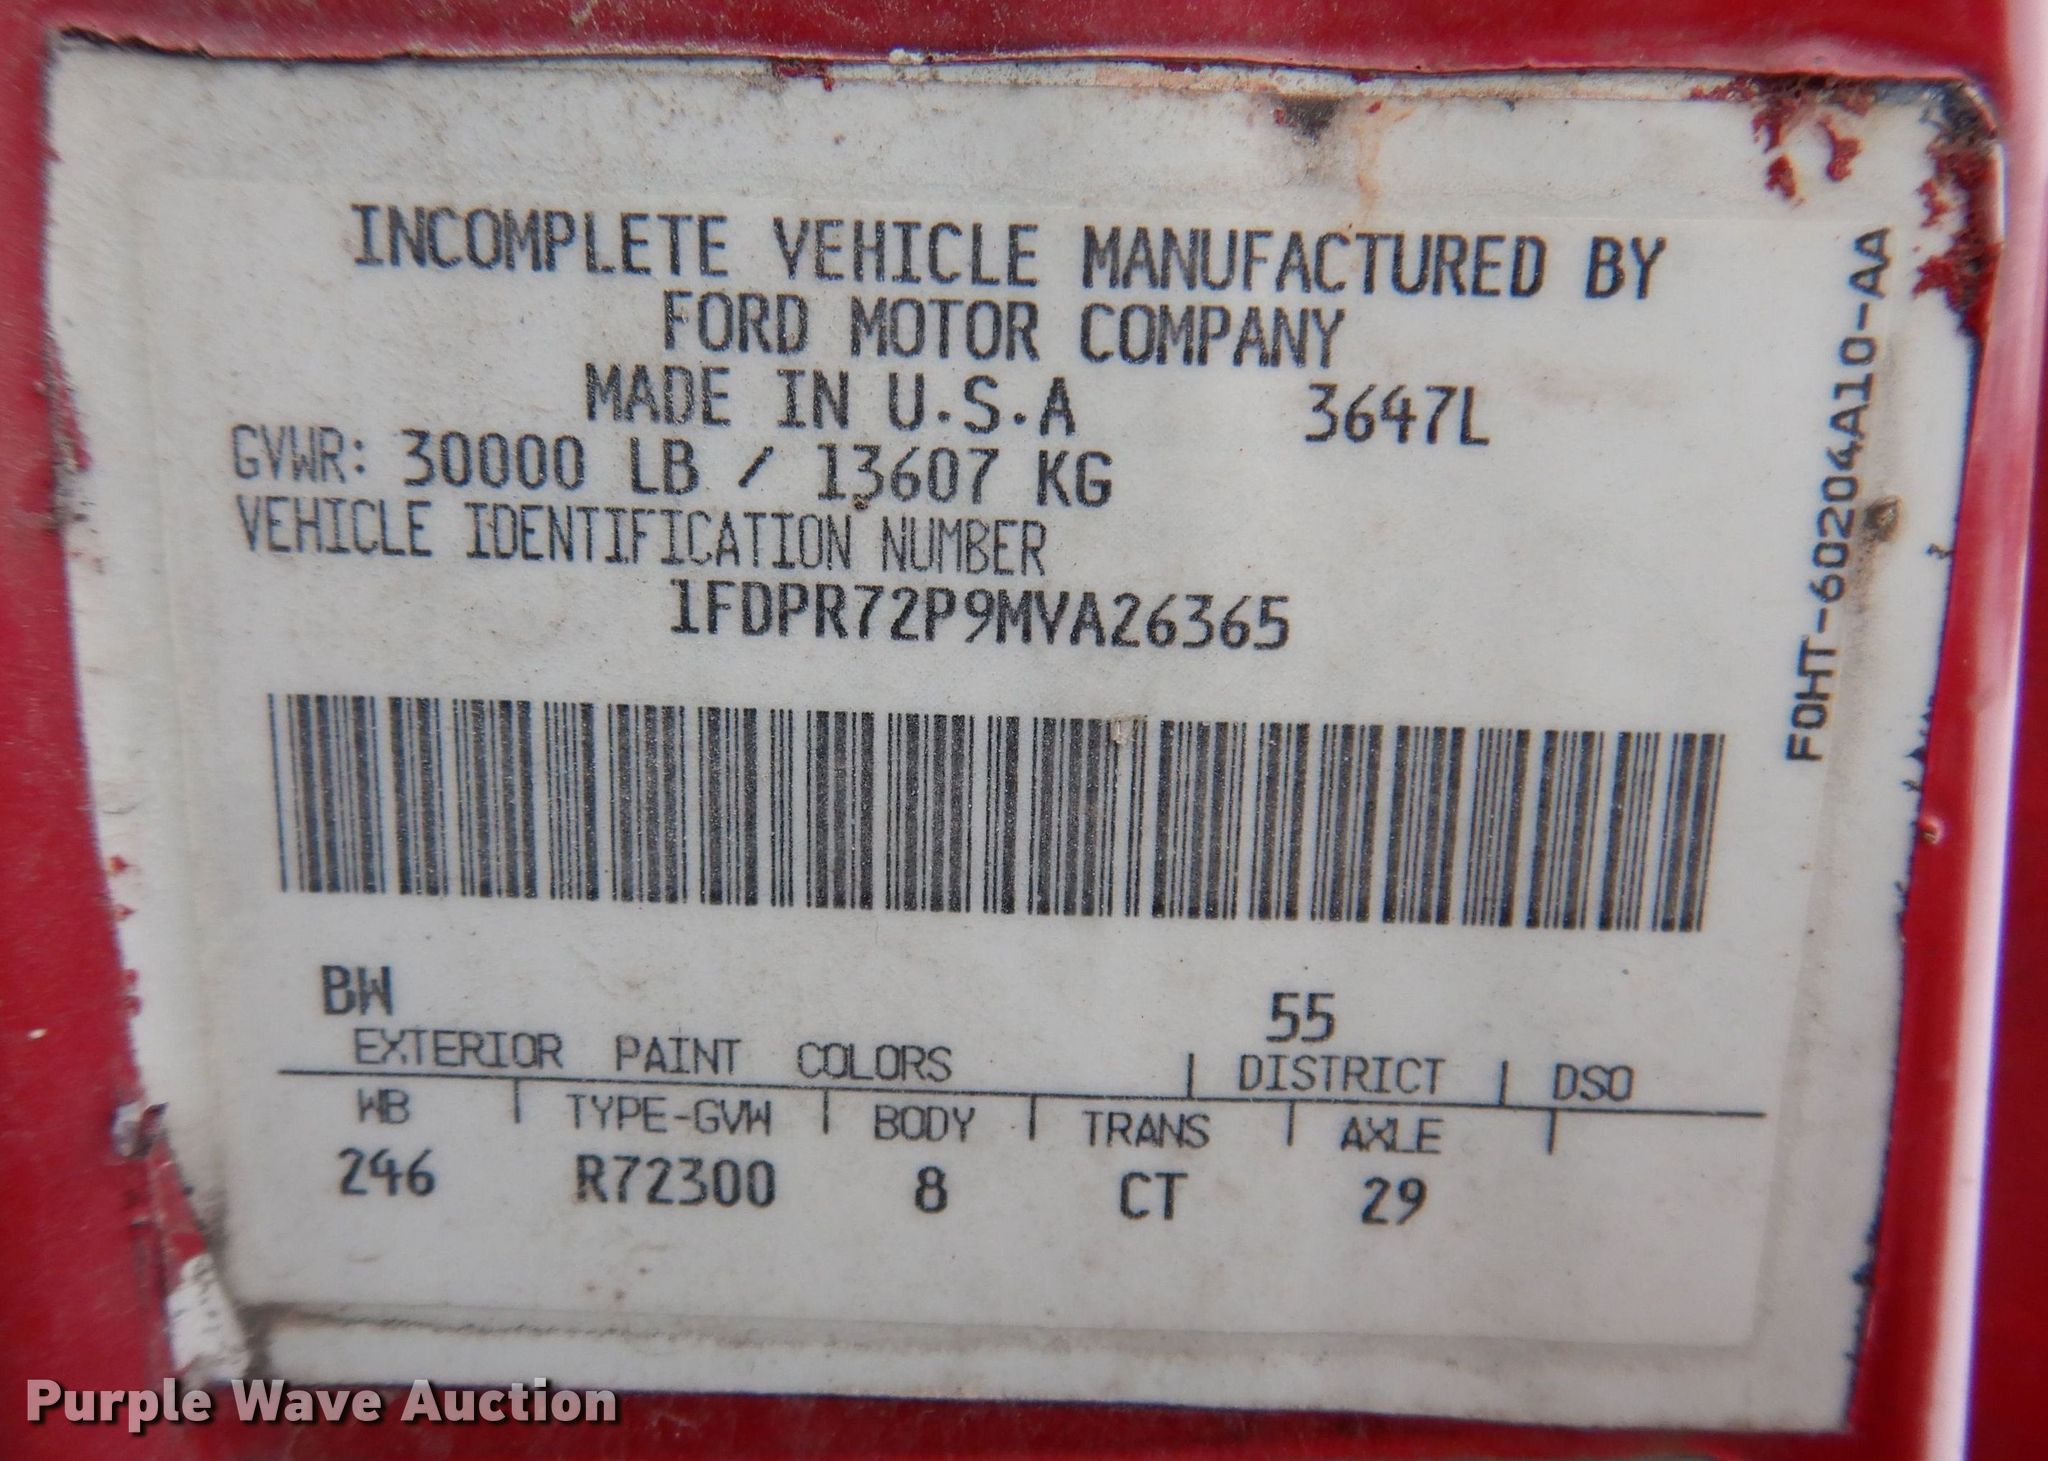 INCOMPLETE VEHICLE MANUFACTURED BY
FORD MOTOR COMPANY
MADE IN U.S.A 3647L
GVWR: 30000 LB / 13607 KG
VEHICLE IDENTIFICATION NUMBER
1FDPR72P9MVA26365
F0HT-60204A10-AA
BW 55
EXTERIOR PAINT COLORS | DISTRICT | DSO
WB | TYPE-GVW | BODY | TRANS | AXLE |
246 R72300 8 CT 29
Purple Wave Auction